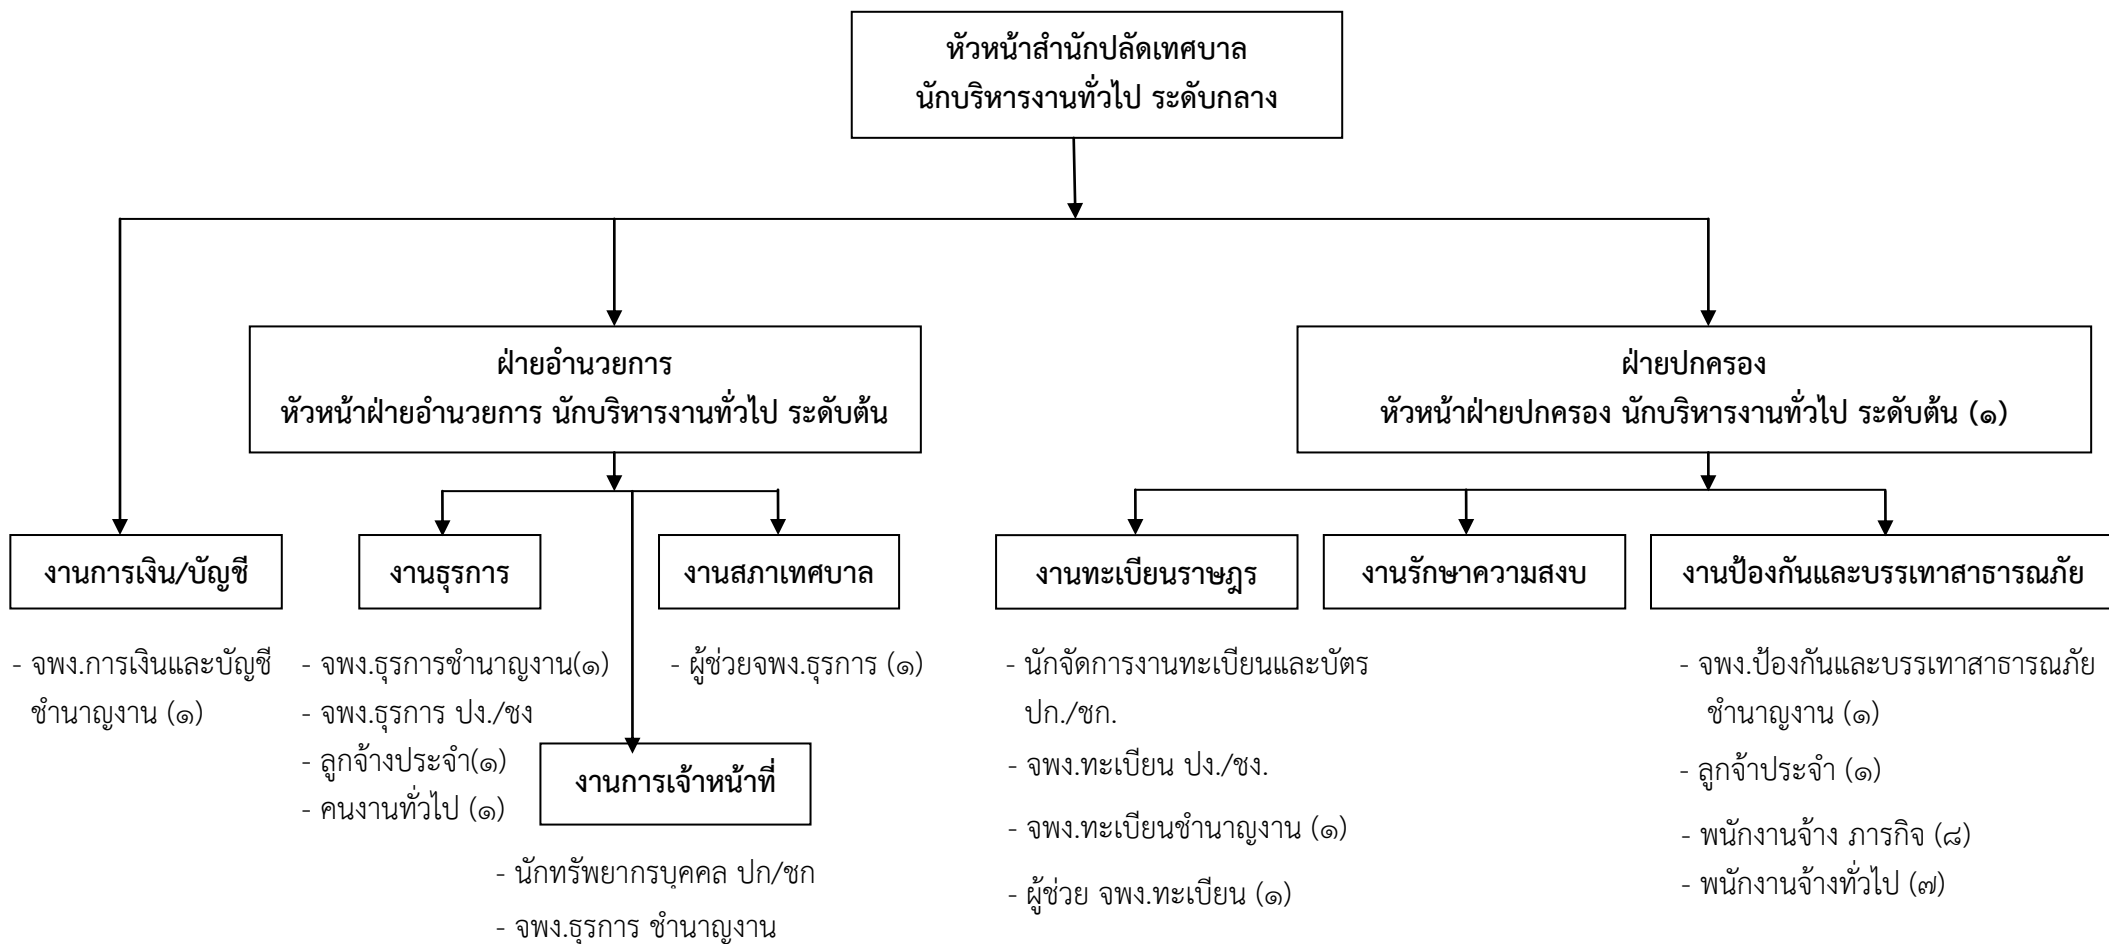 หัวหน้าสำนักปลัดเทศบาล
นักบริหารงานทั่วไป ระดับกลาง
ฝ่ายอำนวยการ
หัวหน้าฝ่ายอำนวยการ นักบริหารงานทั่วไป ระดับต้น
ฝ่ายปกครอง
หัวหน้าฝ่ายปกครอง นักบริหารงานทั่วไป ระดับต้น (๑)
งานการเงิน/บัญชี
- จพง.การเงินและบัญชี
ชำนาญงาน (๑)
งานธุรการ
- จพง.ธุรการชำนาญงาน(๑)
- จพง.ธุรการ ปง./ชง
- ลูกจ้างประจำ(๑)
- คนงานทั่วไป (๑)
งานสภาเทศบาล
- ผู้ช่วยจพง.ธุรการ (๑)
งานการเจ้าหน้าที่
- นักทรัพยากรบุคคล ปก/ชก
- จพง.ธุรการ ชำนาญงาน
งานทะเบียนราษฎร
- นักจัดการงานทะเบียนและบัตร
ปก./ชก.
- จพง.ทะเบียน ปง./ชง.
- จพง.ทะเบียนชำนาญงาน (๑)
- ผู้ช่วย จพง.ทะเบียน (๑)
งานรักษาความสงบ
งานป้องกันและบรรเทาสาธารณภัย
- จพง.ป้องกันและบรรเทาสาธารณภัย
ชำนาญงาน (๑)
- ลูกจ้าประจำ (๑)
- พนักงานจ้าง ภารกิจ (๘)
- พนักงานจ้างทั่วไป (๗)